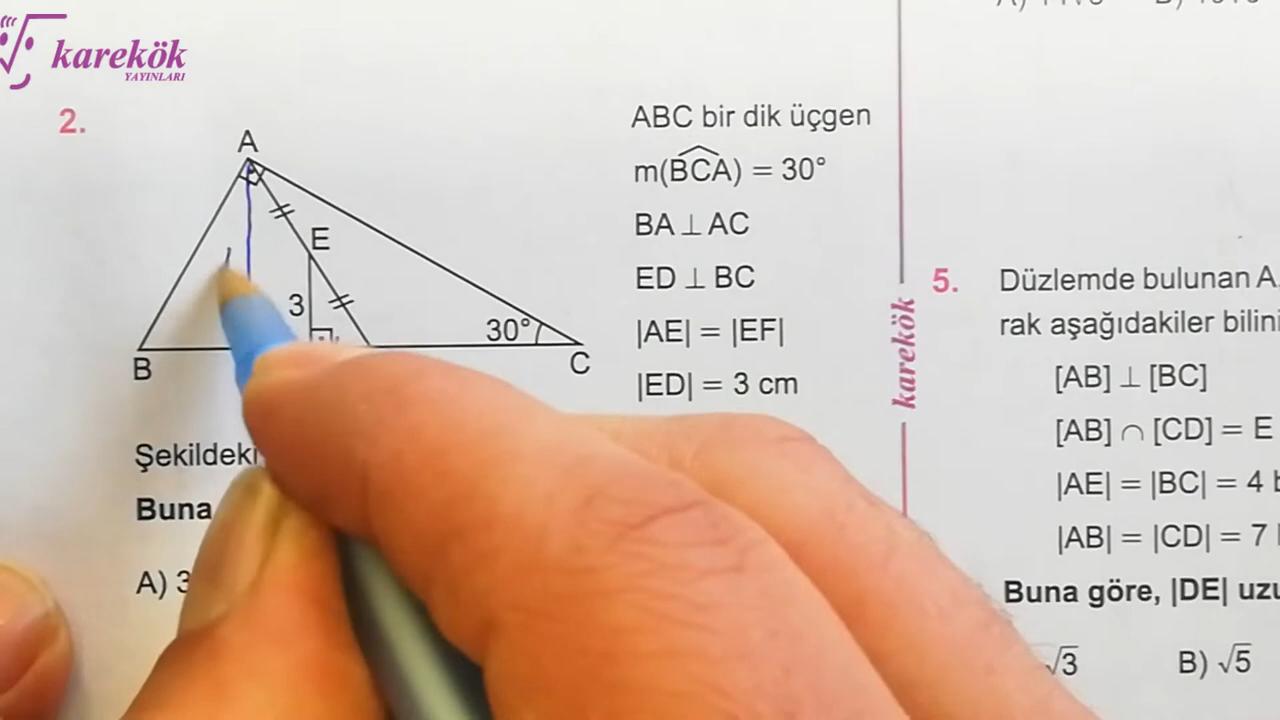 karekök
YAYINLARI
2.
A
E
3
30°
B
C
ABC bir dik üçgen
m(BCA) = 30°
BA ⊥ AC
ED ⊥ BC
|AE| = |EF|
|ED| = 3 cm
Şekildeki
Buna
A) 3
karekök
5. Düzlemde bulunan A
rak aşağıdakiler bilini
[AB] ⊥ [BC]
[AB] ∩ [CD] = E
|AE| = |BC| = 4 b
|AB| = |CD| = 7
Buna göre, |DE| uzu
√3 B) √5